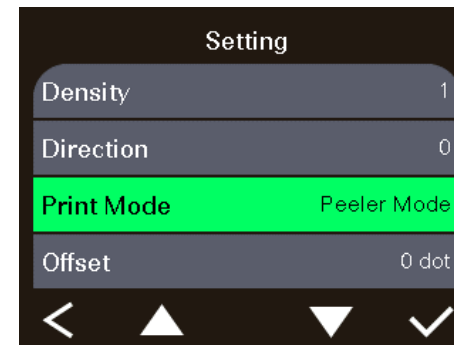 Setting
Density 1
Direction 0
Print Mode Peeler Mode
Offset 0 dot